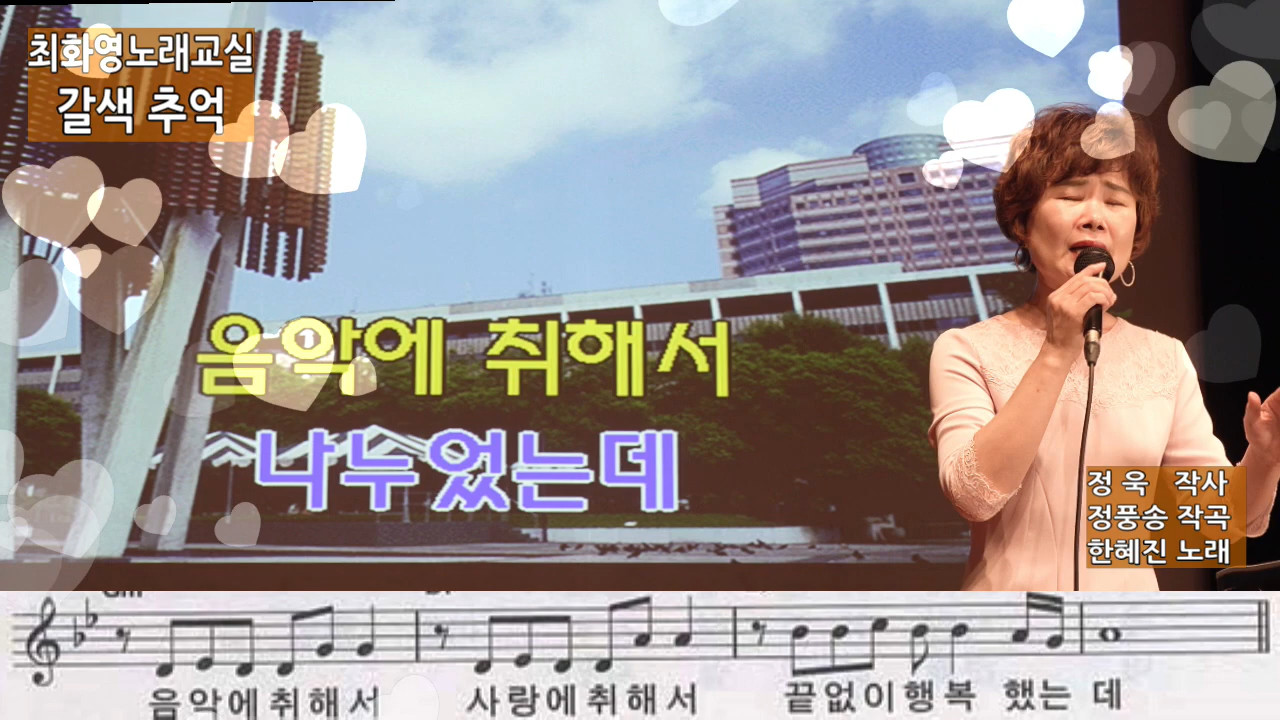 최화영노래교실
갈색 추억
음악에 취해서
나두었는데
정 욱 작사
정풍송 작곡
한혜진 노래
음악에취해서 사랑에취해서 끝없이행복 했는 데